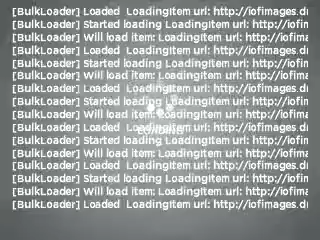 [BulkLoader] Loaded LoadingItem url: http://iofimages.d
[BulkLoader] Started loading LoadingItem url: http://iofi
[BulkLoader] Will load item: LoadingItem url: http://iofima
[BulkLoader] Loaded LoadingItem url: http://iofimages.d
[BulkLoader] Started loading LoadingItem url: http://iofi
[BulkLoader] Will load item: LoadingItem url: http://iofima
[BulkLoader] Loaded LoadingItem url: http://iofimages.d
[BulkLoader] Started loading LoadingItem url: http://iofi
[BulkLoader] Will load item: LoadingItem url: http://iofima
[BulkLoader] Loaded LoadingItem url: http://iofimages.d
[BulkLoader] Started loading LoadingItem url: http://iofi
[BulkLoader] Will load item: LoadingItem url: http://iofima
[BulkLoader] Loaded LoadingItem url: http://iofimages.d
[BulkLoader] Started loading LoadingItem url: http://iofi
[BulkLoader] Will load item: LoadingItem url: http://iofima
[BulkLoader] Loaded LoadingItem url: http://iofimages.d